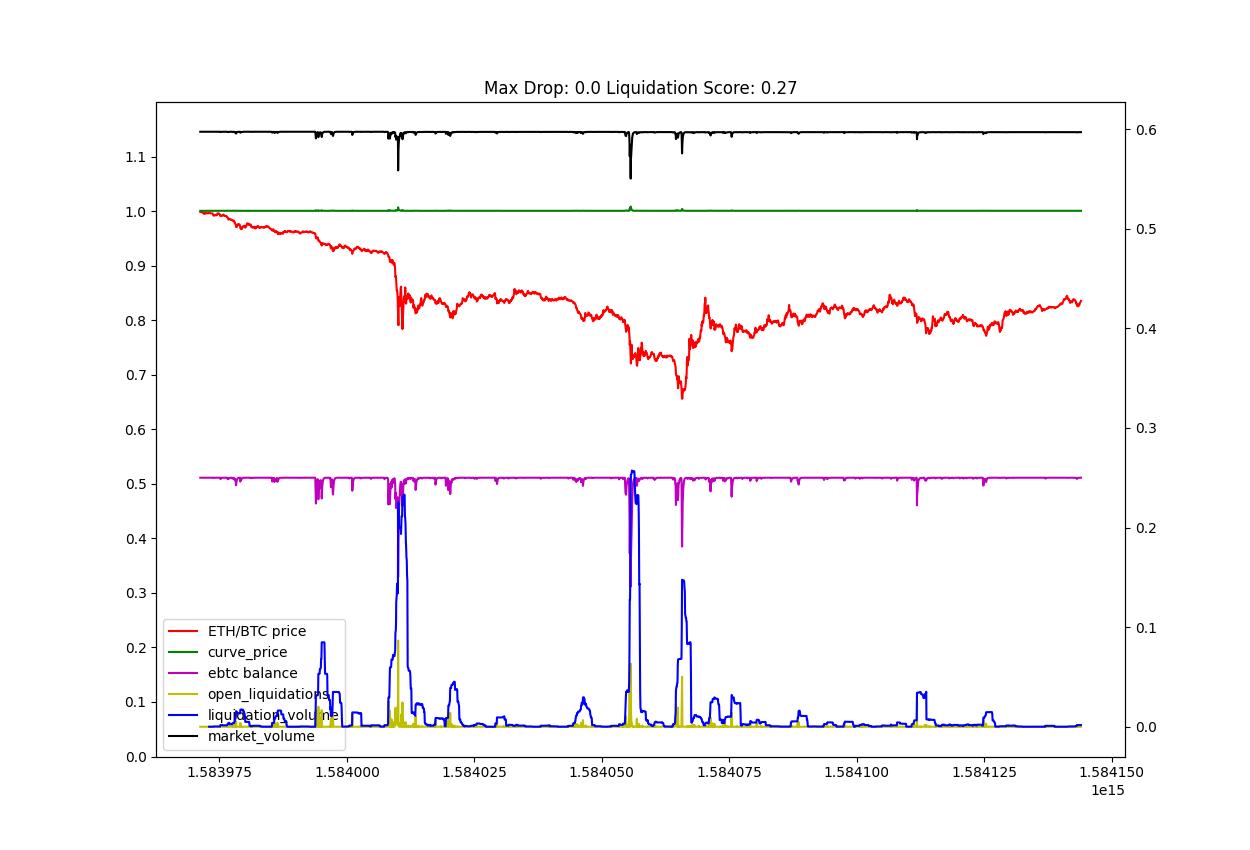 Max Drop: 0.0 Liquidation Score: 0.27
1.1
1.0
0.9
0.8
0.7
0.6
0.5
0.4
0.3
0.2
0.1
0.0
0.6
0.5
0.4
0.3
0.2
0.1
0.0
ETH/BTC price
curve_price
ebtc balance
open_liquidations
liquidation_volume
market_volume
1.583975 1.584000 1.584025 1.584050 1.584075 1.584100 1.584125 1.584150
1e15